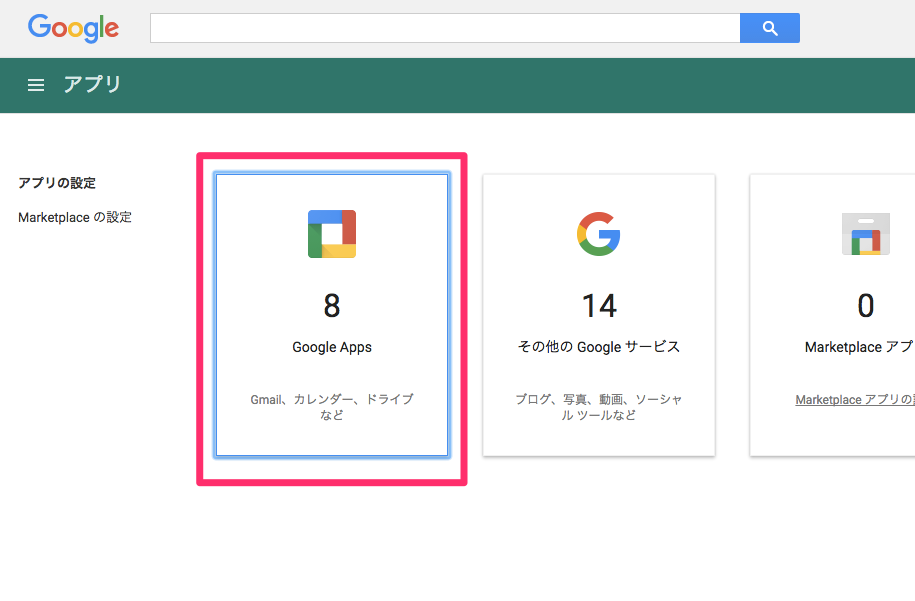 Google
アプリ
アプリの設定
Marketplace の設定
8
Google Apps
Gmail、カレンダー、ドライブ
など
14
その他の Google サービス
ブログ、写真、動画、ソーシャ
ル ツールなど
0
Marketplace アプ
Marketplace アプリの